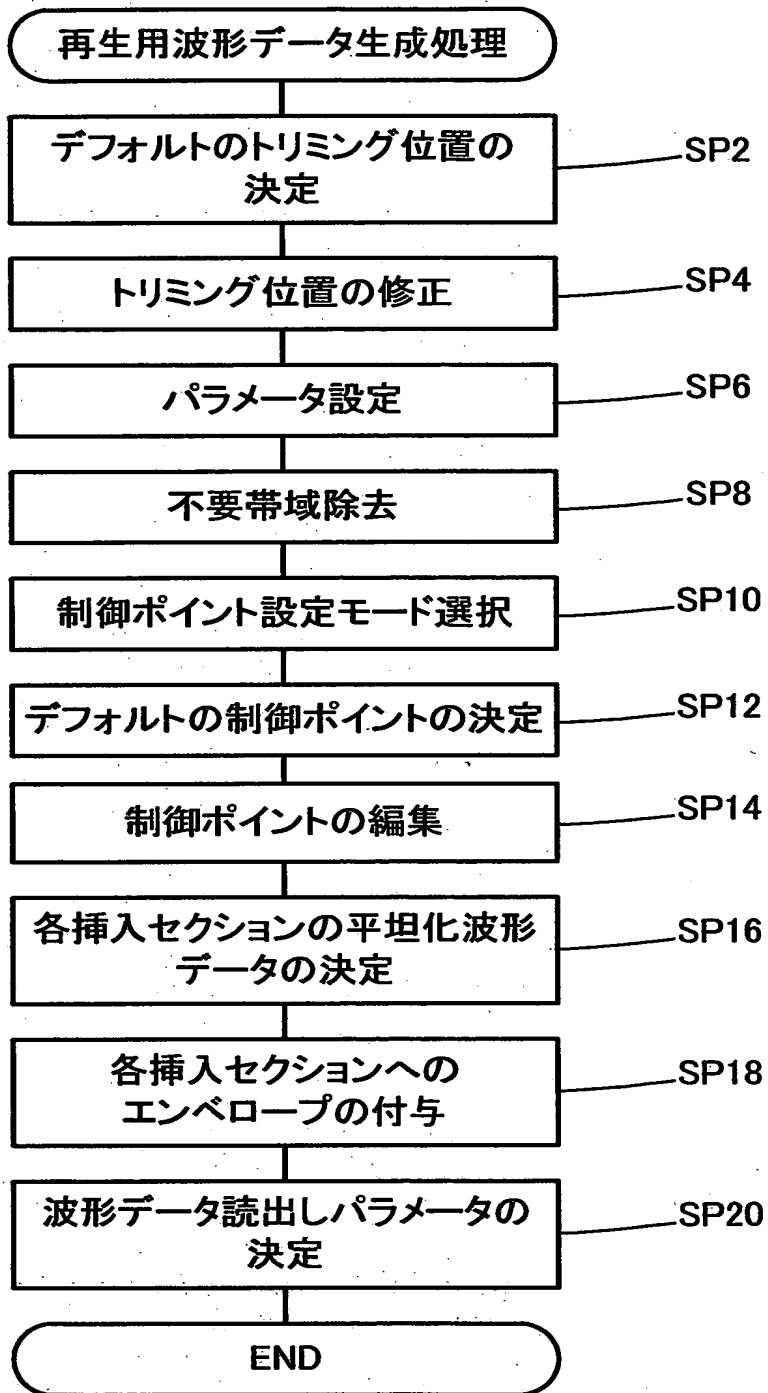 再生用波形データ生成処理
デフォルトのトリミング位置の
決定
SP2
トリミング位置の修正
SP4
パラメータ設定
SP6
不要帯域除去
SP8
制御ポイント設定モード選択
SP10
デフォルトの制御ポイントの決定
SP12
制御ポイントの編集
SP14
各挿入セクションの平坦化波形
データの決定
SP16
各挿入セクションへの
エンベロープの付与
SP18
波形データ読出しパラメータの
決定
SP20
END